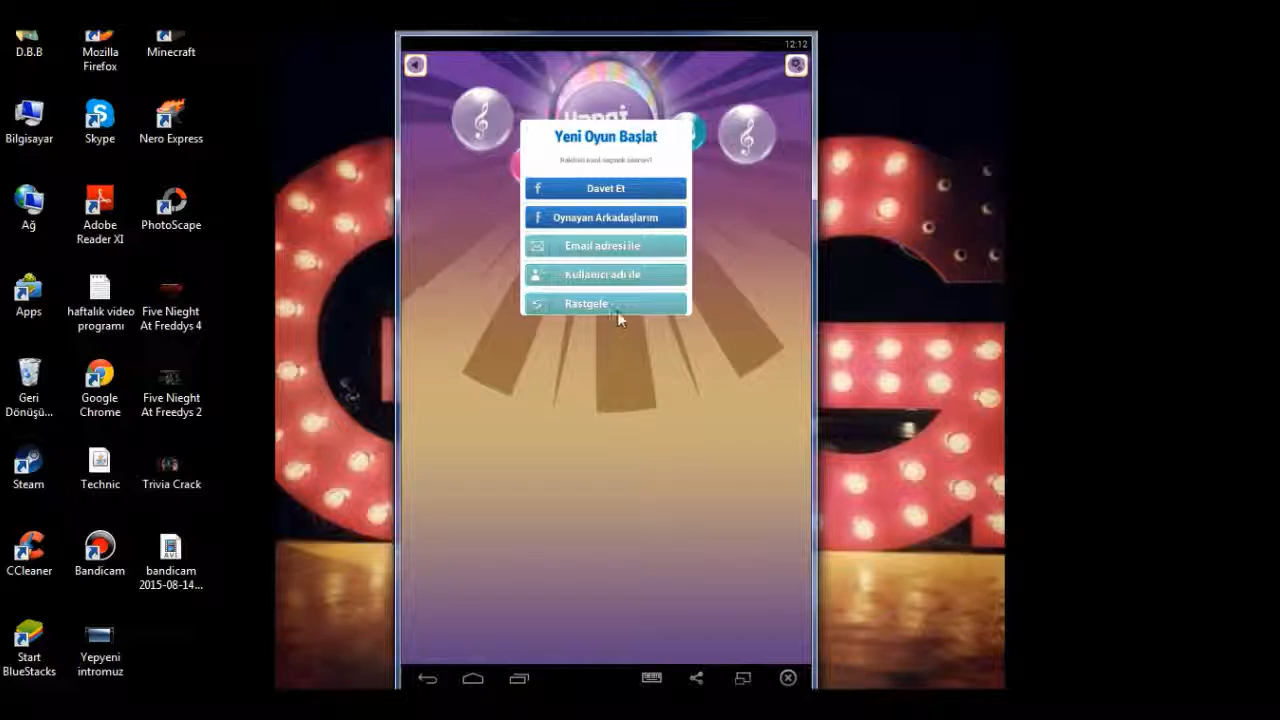 D.B.B
Mozilla
Firefox
Minecraft
Bilgisayar
Skype
Nero Express
Ağ
Adobe
Reader XI
PhotoScape
Apps
haftalık video
programı
Five Nieght
At Freddys 4
Geri
Dönüşü...
Google
Chrome
Five Nieght
At Freedys 2
Steam
Technic
Trivia Crack
CCleaner
Bandicam
bandicam
2015-08-14...
Start
BlueStacks
Yepyeni
intromuz
12:12
Yeni Oyun Başlat
Davet Et
Oynayan Arkadaşlarım
Email adresi ile
Kullanıcı adı ile
Rastgele